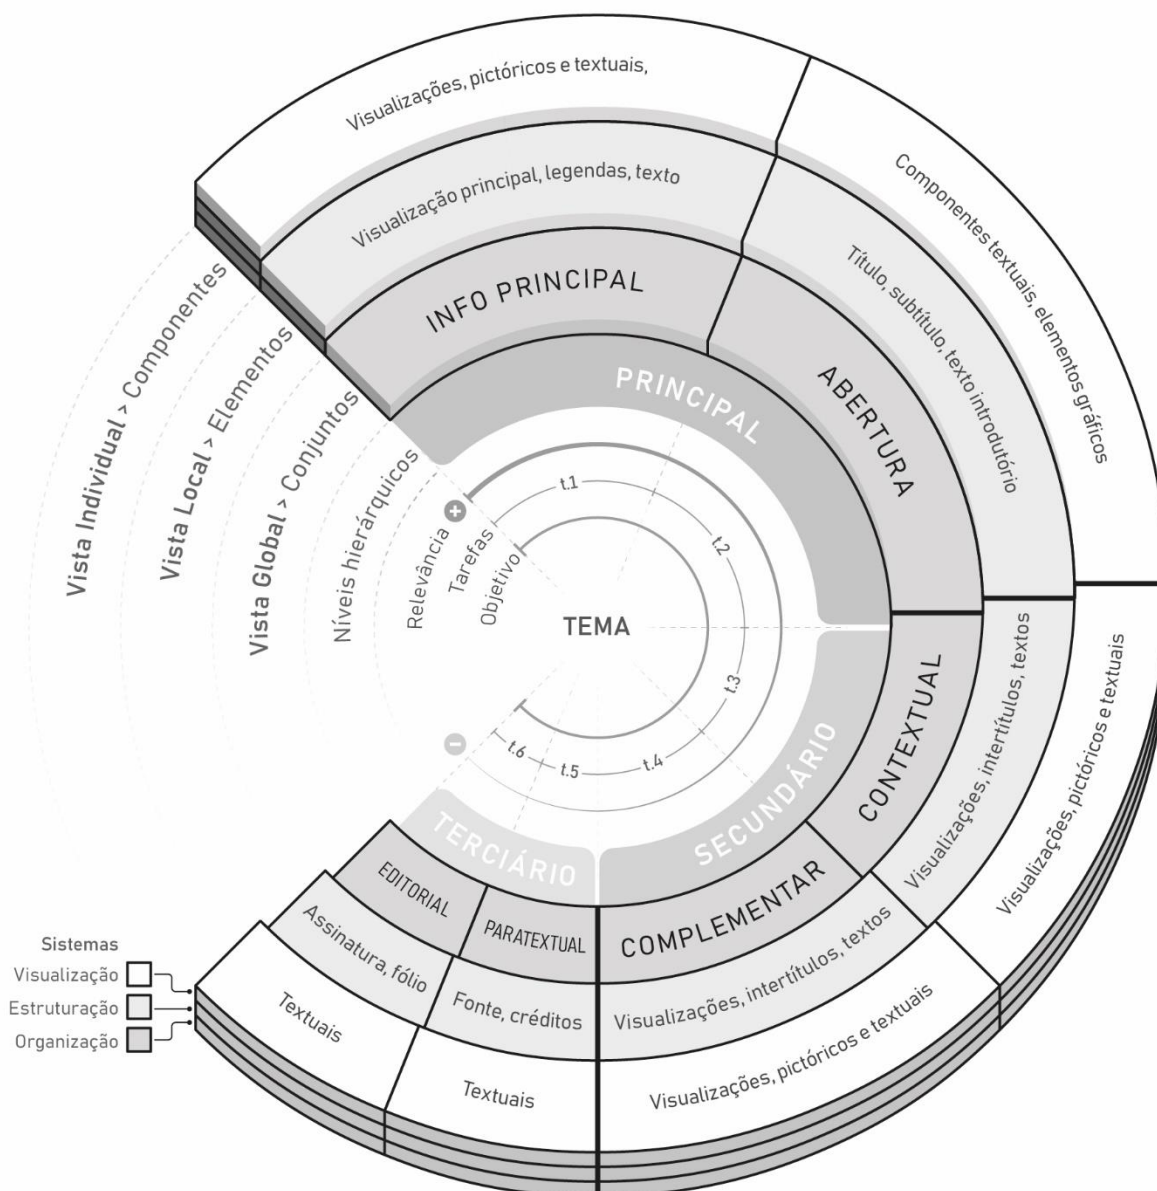 Visualizações, pictóricos e textuais,
Componentes textuais, elementos gráficos
Visualização principal, legendas, texto
Título, subtítulo, texto introdutório
INFO PRINCIPAL
ABERTURA
PRINCIPAL
Vista Individual > Componentes
Vista Local > Elementos
Vista Global > Conjuntos
Níveis hierárquicos
Relevância
+
Tarefas
Objetivo
t.1
t.2
TEMA
t.3
t.4
t.5
t.6
−
SECUNDÁRIO
CONTEXTUAL
Visualizações, intertítulos, textos
Visualizações, pictóricos e textuais
COMPLEMENTAR
Visualizações, intertítulos, textos
Visualizações, pictóricos e textuais
TERCIÁRIO
PARATEXTUAL
Fonte, créditos
Textuais
EDITORIAL
Assinatura, fólio
Textuais
Sistemas
Visualização
Estruturação
Organização